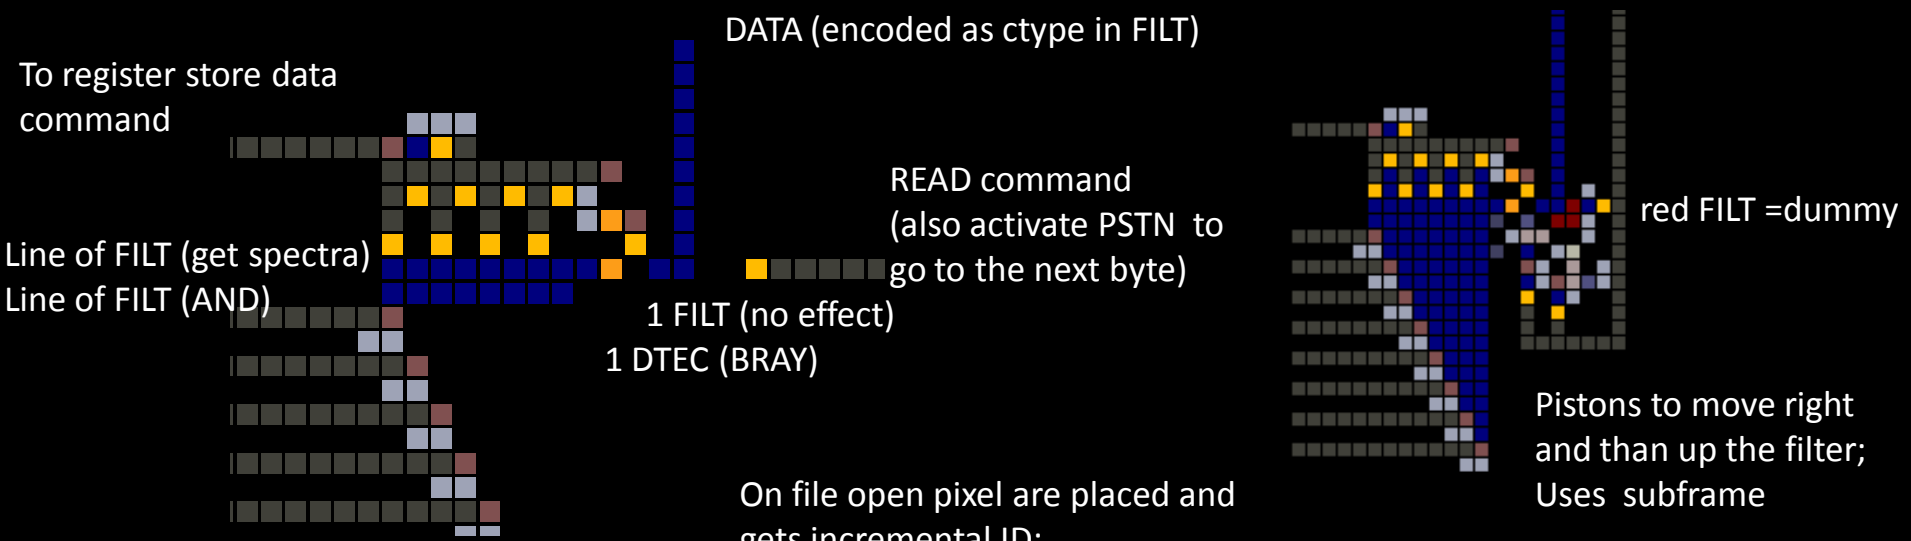 DATA (encoded as ctype in FILT)
To register store data
command
READ command
(also activate PSTN to
go to the next byte)
red FILT =dummy
Line of FILT (get spectra)
Line of FILT (AND)
1 FILT (no effect)
1 DTEC (BRAY)
Pistons to move right
and than up the filter;
Uses subframe
On file open pixel are placed and
gets incremental ID: